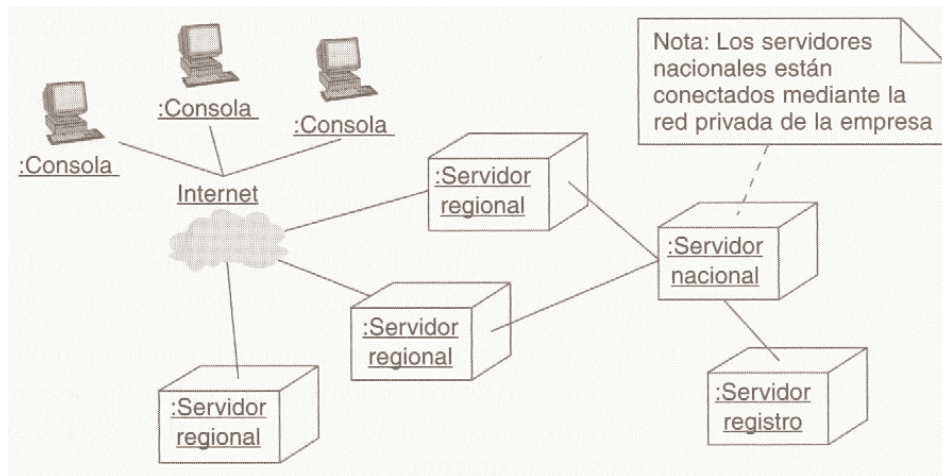 :Consola
:Consola
:Consola
Internet
Nota: Los servidores
nacionales están
conectados mediante la
red privada de la empresa
:Servidor
regional
:Servidor
nacional
:Servidor
regional
:Servidor
regional
:Servidor
registro